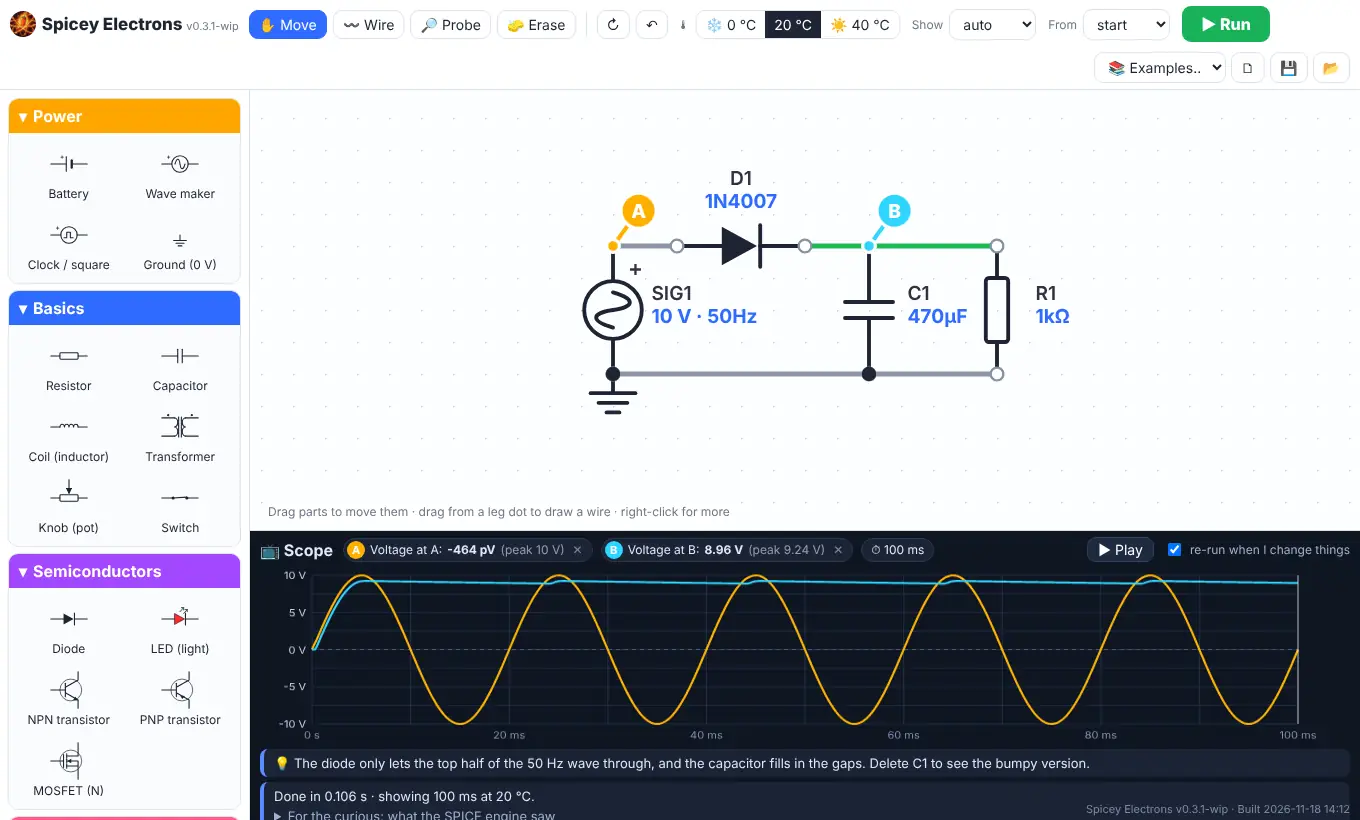 Spicey Electrons v0.3.1-wip
Move
Wire
Probe
Erase
0 °C
20 °C
40 °C
Show
auto
From
start
Run
Examples..
Power
Battery
Wave maker
Clock / square
Ground (0 V)
Basics
Resistor
Capacitor
Coil (inductor)
Transformer
Knob (pot)
Switch
Semiconductors
Diode
LED (light)
NPN transistor
PNP transistor
MOSFET (N)
A
D1
1N4007
B
+
SIG1
10 V · 50Hz
C1
470µF
R1
1kΩ
Drag parts to move them · drag from a leg dot to draw a wire · right-click for more
Scope
A Voltage at A: -464 pV (peak 10 V) ✕
B Voltage at B: 8.96 V (peak 9.24 V) ✕
100 ms
Play
re-run when I change things
10 V
5 V
0 V
-5 V
-10 V
0 s
20 ms
40 ms
60 ms
80 ms
100 ms
The diode only lets the top half of the 50 Hz wave through, and the capacitor fills in the gaps. Delete C1 to see the bumpy version.
Done in 0.106 s · showing 100 ms at 20 °C.
For the curious: what the SPICE engine saw
Spicey Electrons v0.3.1-wip · Built 2026-11-18 14:12